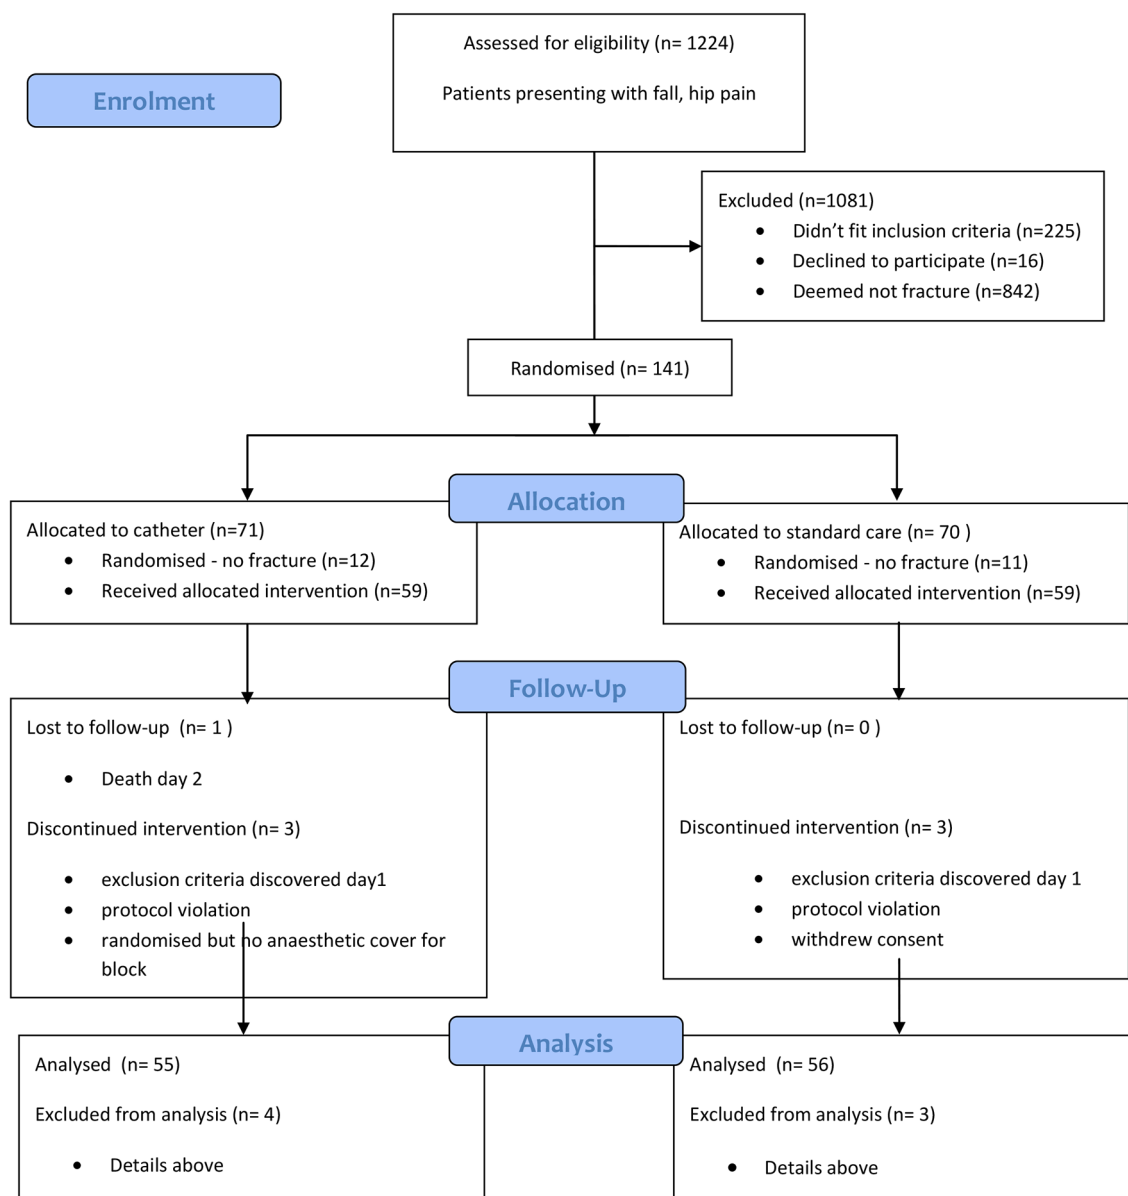 Assessed for eligibility (n= 1224)
Patients presenting with fall, hip pain
Enrolment
Excluded (n=1081)
• Didn’t fit inclusion criteria (n=225)
• Declined to participate (n=16)
• Deemed not fracture (n=842)
Randomised (n= 141)
Allocation
Allocated to catheter (n=71)
• Randomised - no fracture (n=12)
• Received allocated intervention (n=59)
Allocated to standard care (n= 70 )
• Randomised - no fracture (n=11)
• Received allocated intervention (n=59)
Follow-Up
Lost to follow-up (n= 1 )
• Death day 2
Discontinued intervention (n= 3)
• exclusion criteria discovered day1
• protocol violation
• randomised but no anaesthetic cover for
block
Lost to follow-up (n= 0 )
Discontinued intervention (n= 3)
• exclusion criteria discovered day 1
• protocol violation
• withdrew consent
Analysis
Analysed (n= 55)
Excluded from analysis (n= 4)
• Details above
Analysed (n= 56)
Excluded from analysis (n= 3)
• Details above